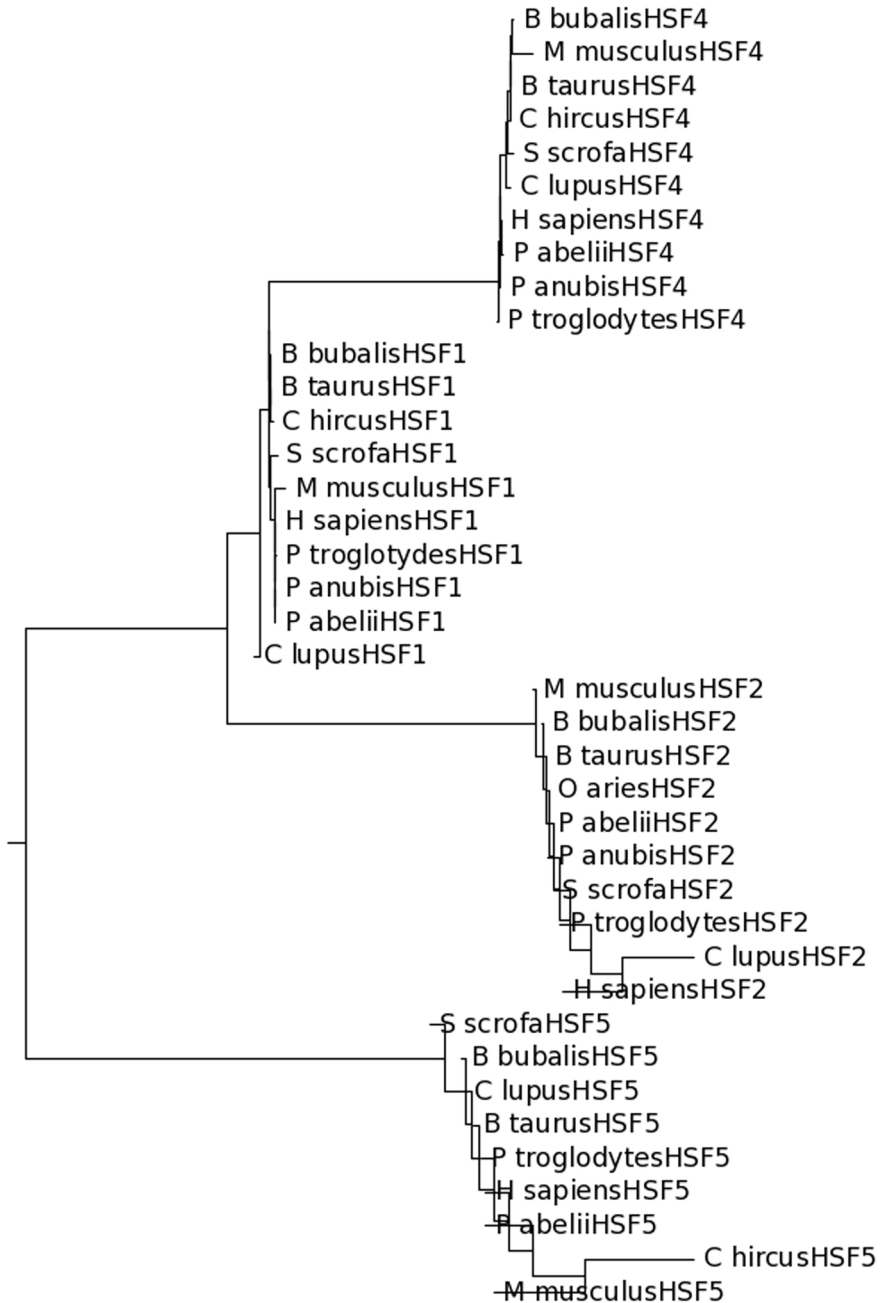 B bubalisHSF4
M musculusHSF4
B taurusHSF4
C hircusHSF4
S scrofaHSF4
C lupusHSF4
H sapiensHSF4
P abeliiHSF4
P anubisHSF4
P troglodytesHSF4
B bubalisHSF1
B taurusHSF1
C hircusHSF1
S scrofaHSF1
M musculusHSF1
H sapiensHSF1
P troglotydesHSF1
P anubisHSF1
P abeliiHSF1
C lupusHSF1
M musculusHSF2
B bubalisHSF2
B taurusHSF2
O ariesHSF2
P abeliiHSF2
P anubisHSF2
S scrofaHSF2
P troglodytesHSF2
C lupusHSF2
H sapiensHSF2
S scrofaHSF5
B bubalisHSF5
C lupusHSF5
B taurusHSF5
P troglodytesHSF5
H sapiensHSF5
P abeliiHSF5
C hircusHSF5
M musculusHSF5